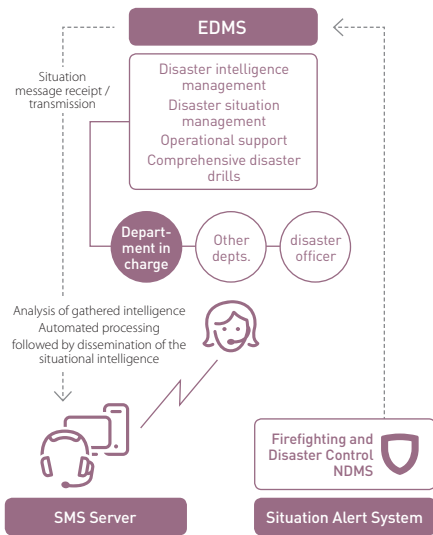 EDMS
Situation
message receipt /
transmission
Disaster intelligence
management
Disaster situation
management
Operational support
Comprehensive disaster
drills
Depart-
ment in
charge
Other
depts.
disaster
officer
Analysis of gathered intelligence
Automated processing
followed by dissemination of the
situational intelligence
Firefighting and
Disaster Control
NDMS
SMS Server
Situation Alert System